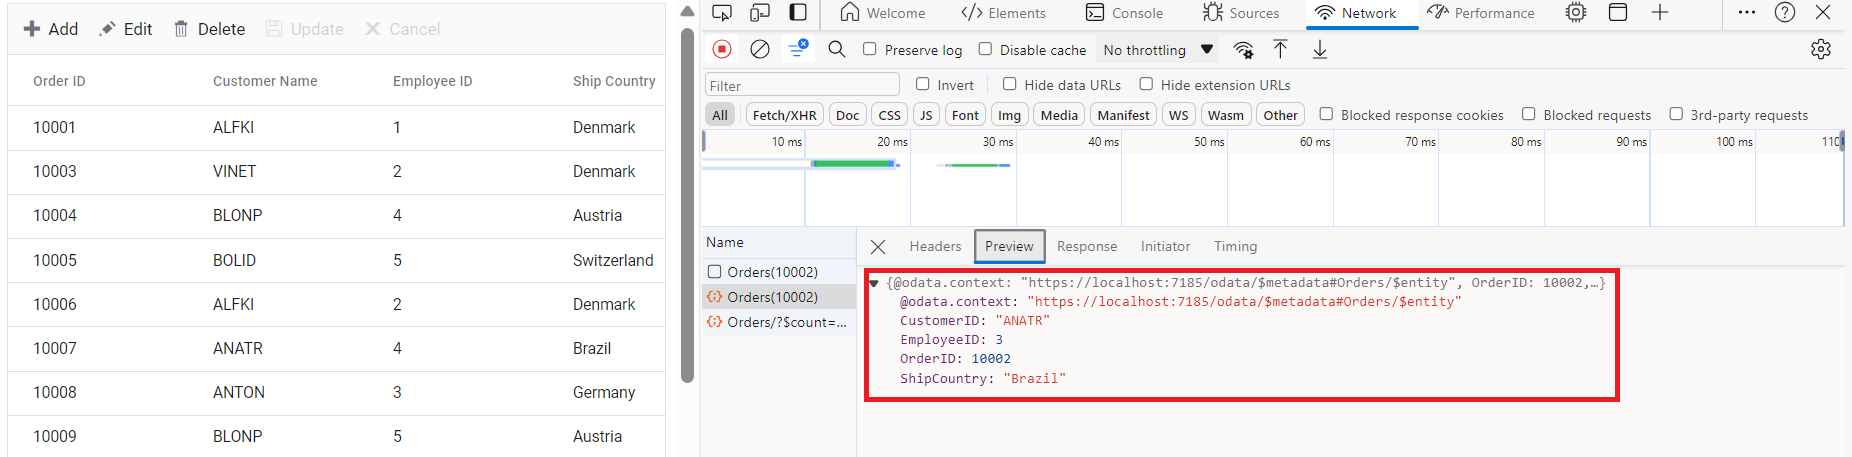 Add Edit Delete Update Cancel
Order ID Customer Name Employee ID Ship Country
10001 ALFKI 1 Denmark
10003 VINET 2 Denmark
10004 BLONP 4 Austria
10005 BOLID 5 Switzerland
10006 ALFKI 2 Denmark
10007 ANATR 4 Brazil
10008 ANTON 3 Germany
10009 BLONP 5 Austria
Welcome Elements Console Sources Network Performance
Preserve log Disable cache No throttling
Filter Invert Hide data URLs Hide extension URLs
All Fetch/XHR Doc CSS JS Font Img Media Manifest WS Wasm Other Blocked response cookies Blocked requests 3rd-party requests
10 ms 20 ms 30 ms 40 ms 50 ms 60 ms 70 ms 80 ms 90 ms 100 ms 110
Name
Orders(10002)
Orders(10002)
Orders/?$count=...
Headers Preview Response Initiator Timing
{@odata.context: "https://localhost:7185/odata/$metadata#Orders/$entity", OrderID: 10002,…}
@odata.context: "https://localhost:7185/odata/$metadata#Orders/$entity"
CustomerID: "ANATR"
EmployeeID: 3
OrderID: 10002
ShipCountry: "Brazil"